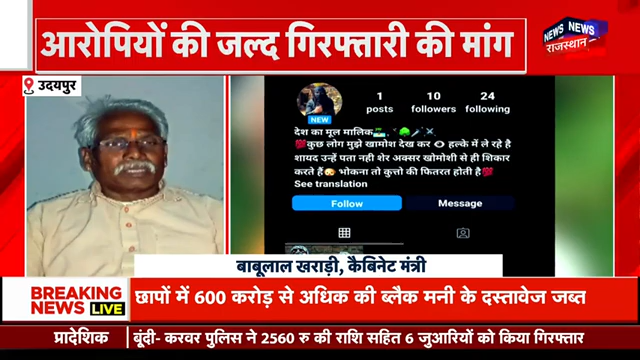 आरोपियों की जल्द गिरफ्तारी की मांग
NEWS
NEWS
राजस्थान
उदयपुर
NEW
1 posts
10 followers
24 following
देश का मूल मालिक
💯कुछ लोग मुझे खामोश देख कर 👁 हल्के में ले रहे है
शायद उन्हें पता नही शेर अक्सर खोमोशी से ही शिकार
करते हैं भोकना तो कुत्तो की फितरत होती है💯
See translation
Follow
Message
बाबूलाल खराड़ी, कैबिनेट मंत्री
BREAKING
NEWS LIVE
छापों में 600 करोड़ से अधिक की ब्लैक मनी के दस्तावेज जब्त
प्रादेशिक
बूंदी- करवर पुलिस ने 2560 रु की राशि सहित 6 जुआरियों को किया गिरफ्तार